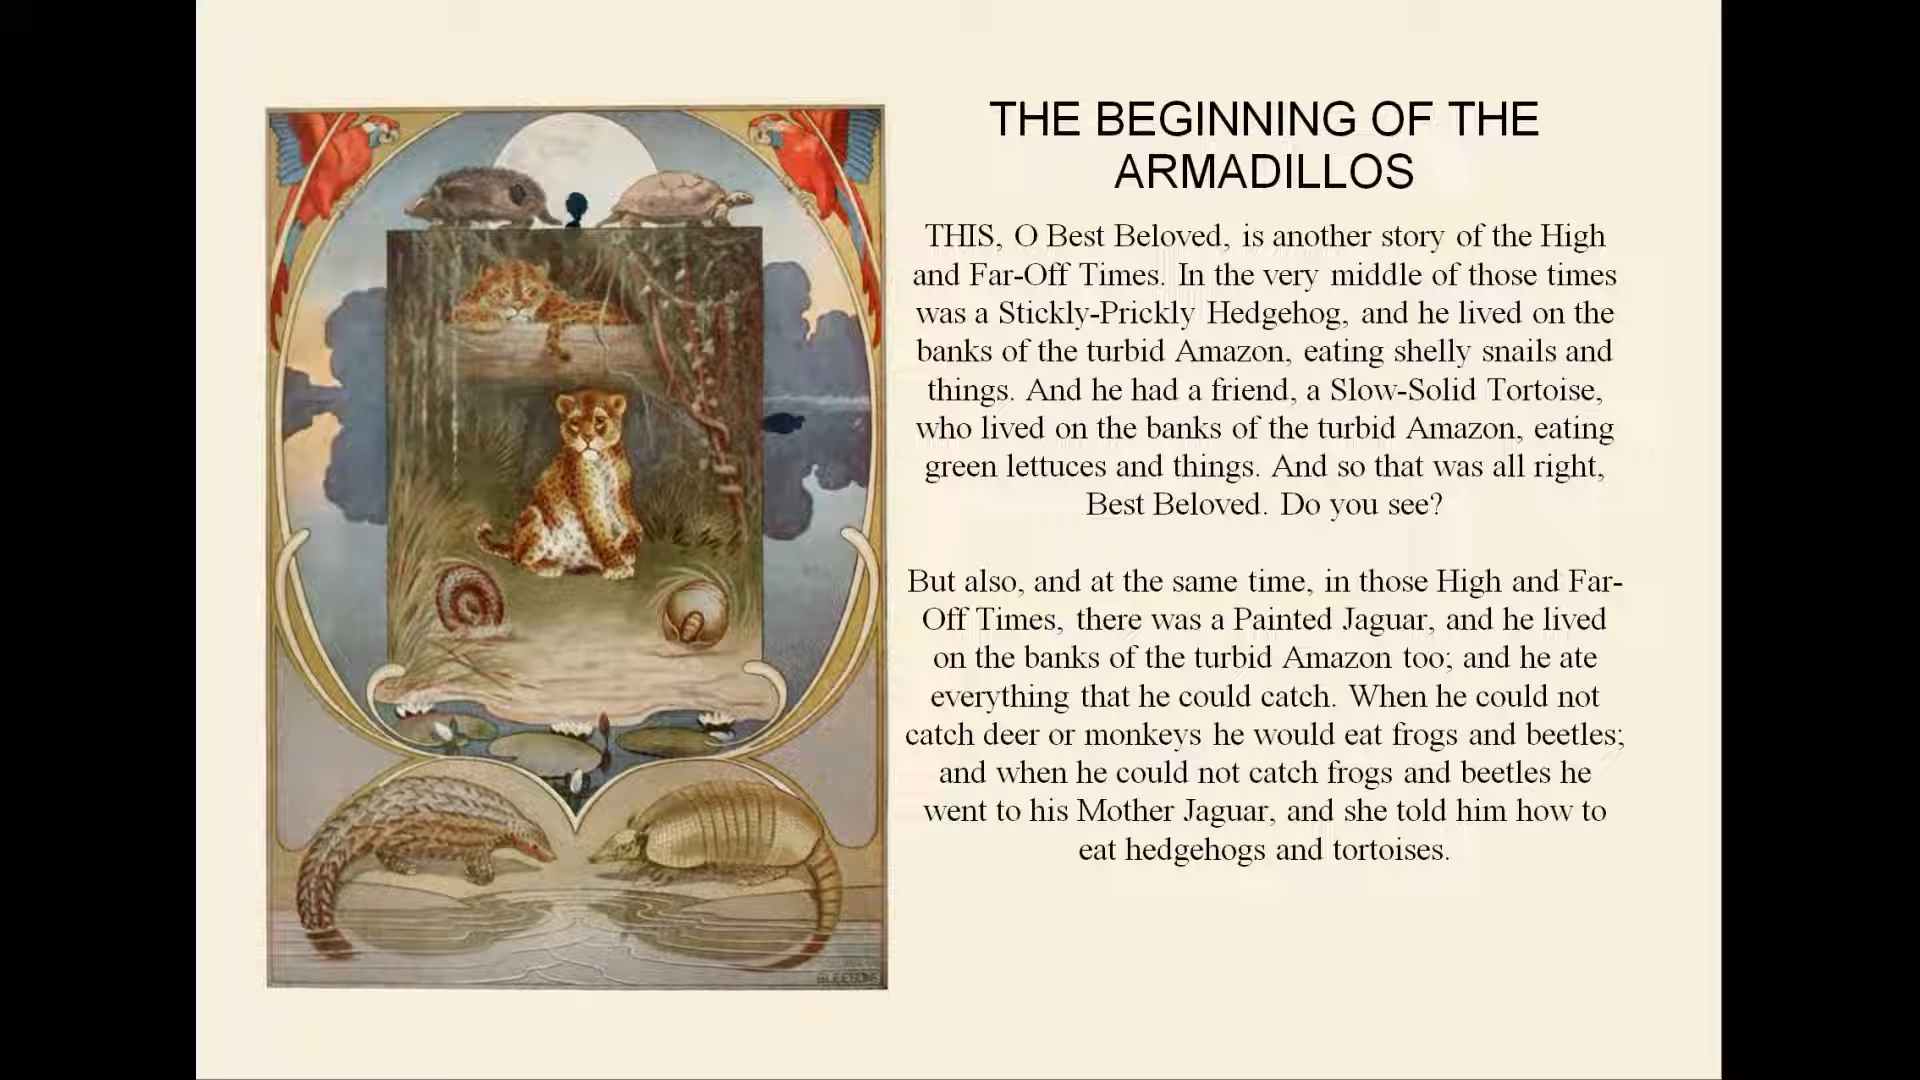 THE BEGINNING OF THE
ARMADILLOS
THIS, O Best Beloved, is another story of the High
and Far-Off Times. In the very middle of those times
was a Stickly-Prickly Hedgehog, and he lived on the
banks of the turbid Amazon, eating shelly snails and
things. And he had a friend, a Slow-Solid Tortoise,
who lived on the banks of the turbid Amazon, eating
green lettuces and things. And so that was all right,
Best Beloved. Do you see?
But also, and at the same time, in those High and Far-
Off Times, there was a Painted Jaguar, and he lived
on the banks of the turbid Amazon too; and he ate
everything that he could catch. When he could not
catch deer or monkeys he would eat frogs and beetles;
and when he could not catch frogs and beetles he
went to his Mother Jaguar, and she told him how to
eat hedgehogs and tortoises.